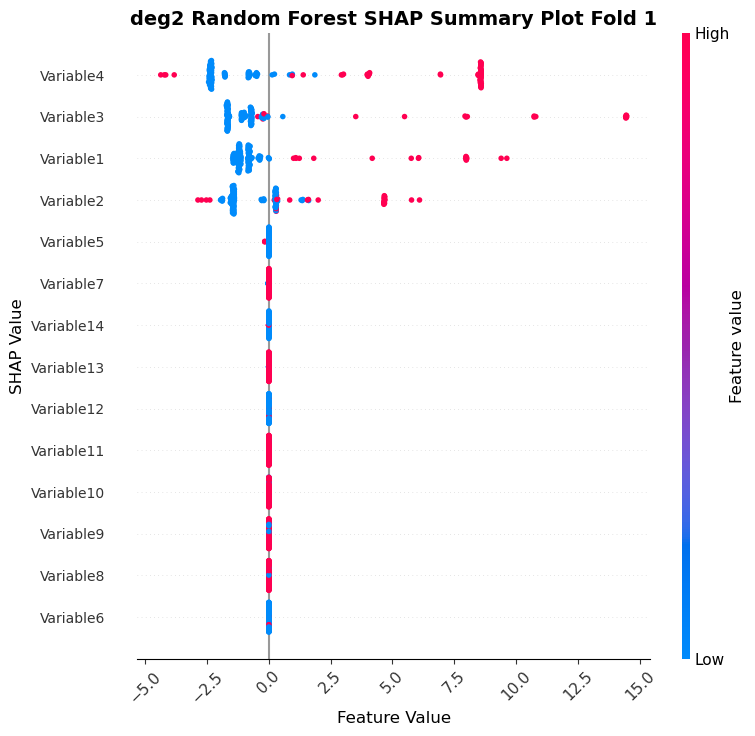 deg2 Random Forest SHAP Summary Plot Fold 1
High
Variable4
Variable3
Variable1
Variable2
Variable5
Variable7
Variable14
Variable13
Variable12
Variable11
Variable10
Variable9
Variable8
Variable6
SHAP Value
Feature value
Low
−5.0 −2.5 0.0 2.5 5.0 7.5 10.0 12.5 15.0
Feature Value